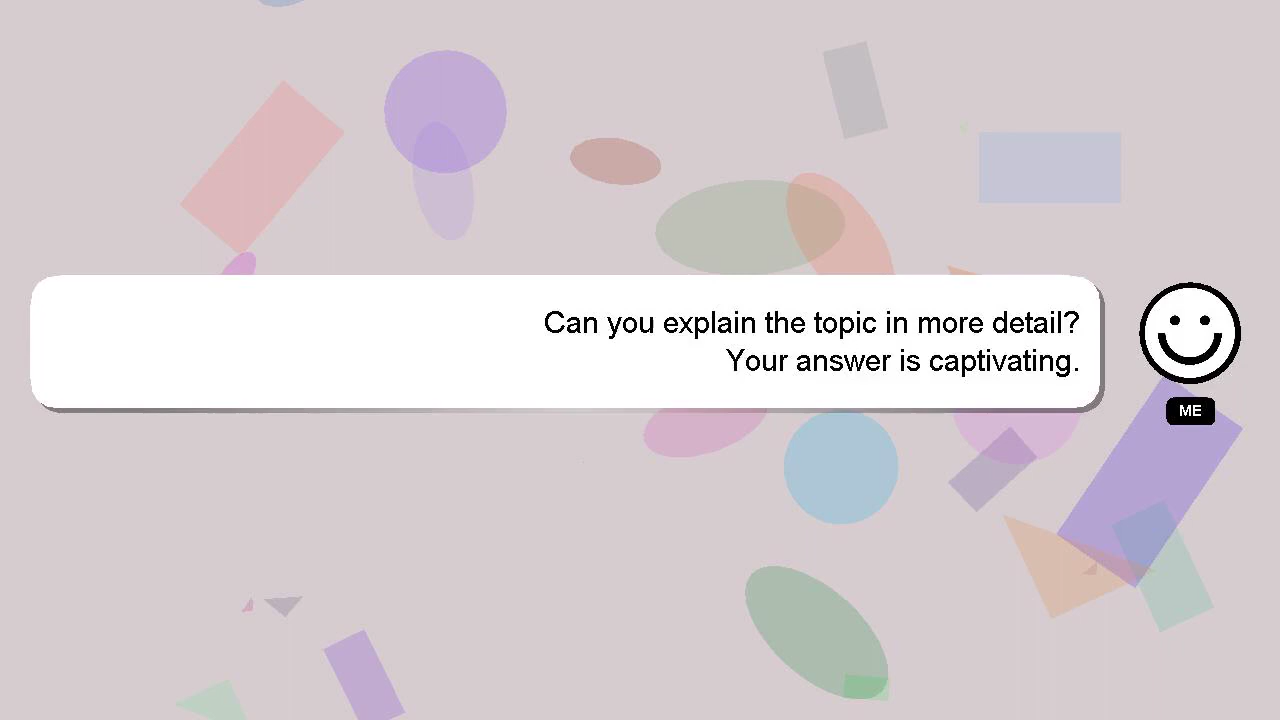 Can you explain the topic in more detail?
Your answer is captivating.
ME